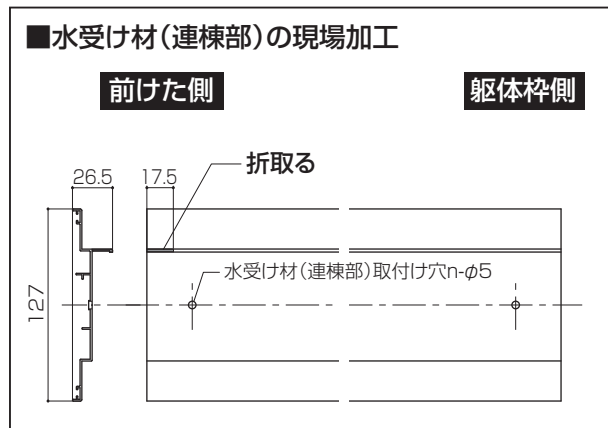 ■水受け材(連棟部)の現場加工
前けた側
躯体枠側
26.5
17.5
折取る
水受け材(連棟部)取付け穴n-φ5
127